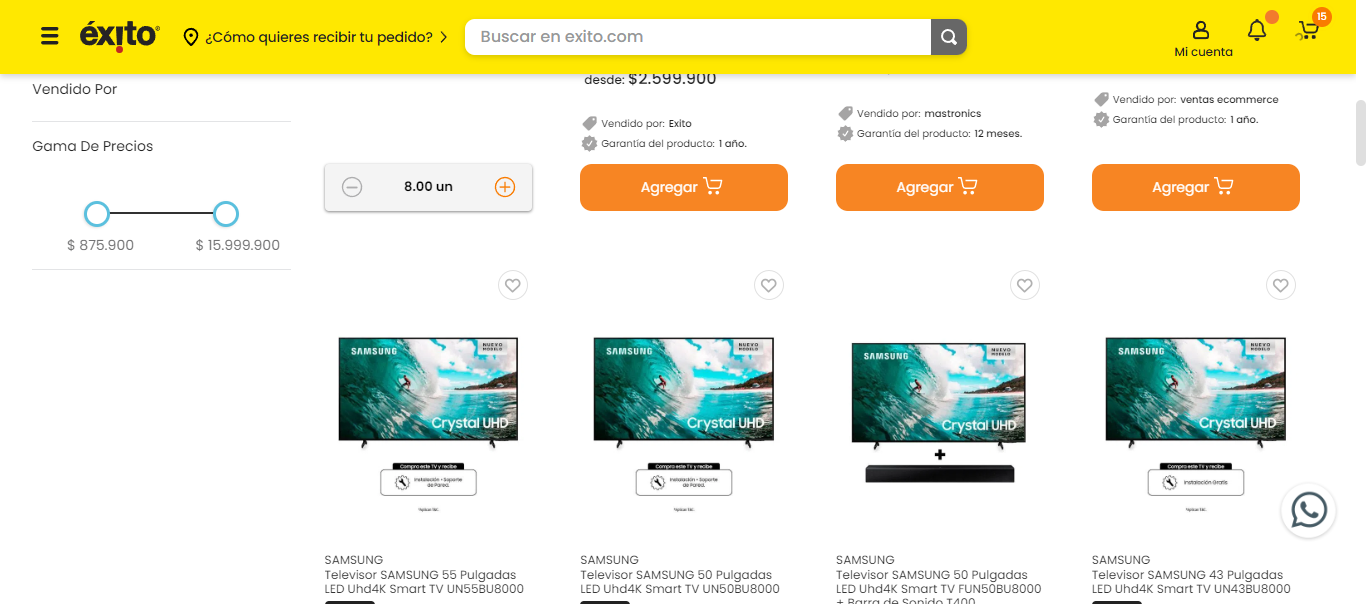 éxito
¿Cómo quieres recibir tu pedido?
Buscar en exito.com
Mi cuenta
15
Vendido Por
Gama De Precios
$ 875.900
$ 15.999.900
desde: $2.599.900
Vendido por: Exito
Garantía del producto: 1 año.
Vendido por: mastronics
Garantía del producto: 12 meses.
Vendido por: ventas ecommerce
Garantía del producto: 1 año.
8.00 un
Agregar
Agregar
Agregar
SAMSUNG
NUEVO
MODELO
Crystal UHD
Compra este TV y recibe
Instalación + Soporte
de Pared.
SAMSUNG
NUEVO
MODELO
Crystal UHD
Compra este TV y recibe
Instalación + Soporte
de Pared.
SAMSUNG
NUEVO
MODELO
Crystal UHD
+
SAMSUNG
NUEVO
MODELO
Crystal UHD
Compra este TV y recibe
Instalación Gratis
SAMSUNG
Televisor SAMSUNG 55 Pulgadas
LED Uhd4K Smart TV UN55BU8000
SAMSUNG
Televisor SAMSUNG 50 Pulgadas
LED Uhd4K Smart TV UN50BU8000
SAMSUNG
Televisor SAMSUNG 50 Pulgadas
LED Uhd4K Smart TV FUN50BU8000
+ Barra de Sonido T400
SAMSUNG
Televisor SAMSUNG 43 Pulgadas
LED Uhd4K Smart TV UN43BU8000